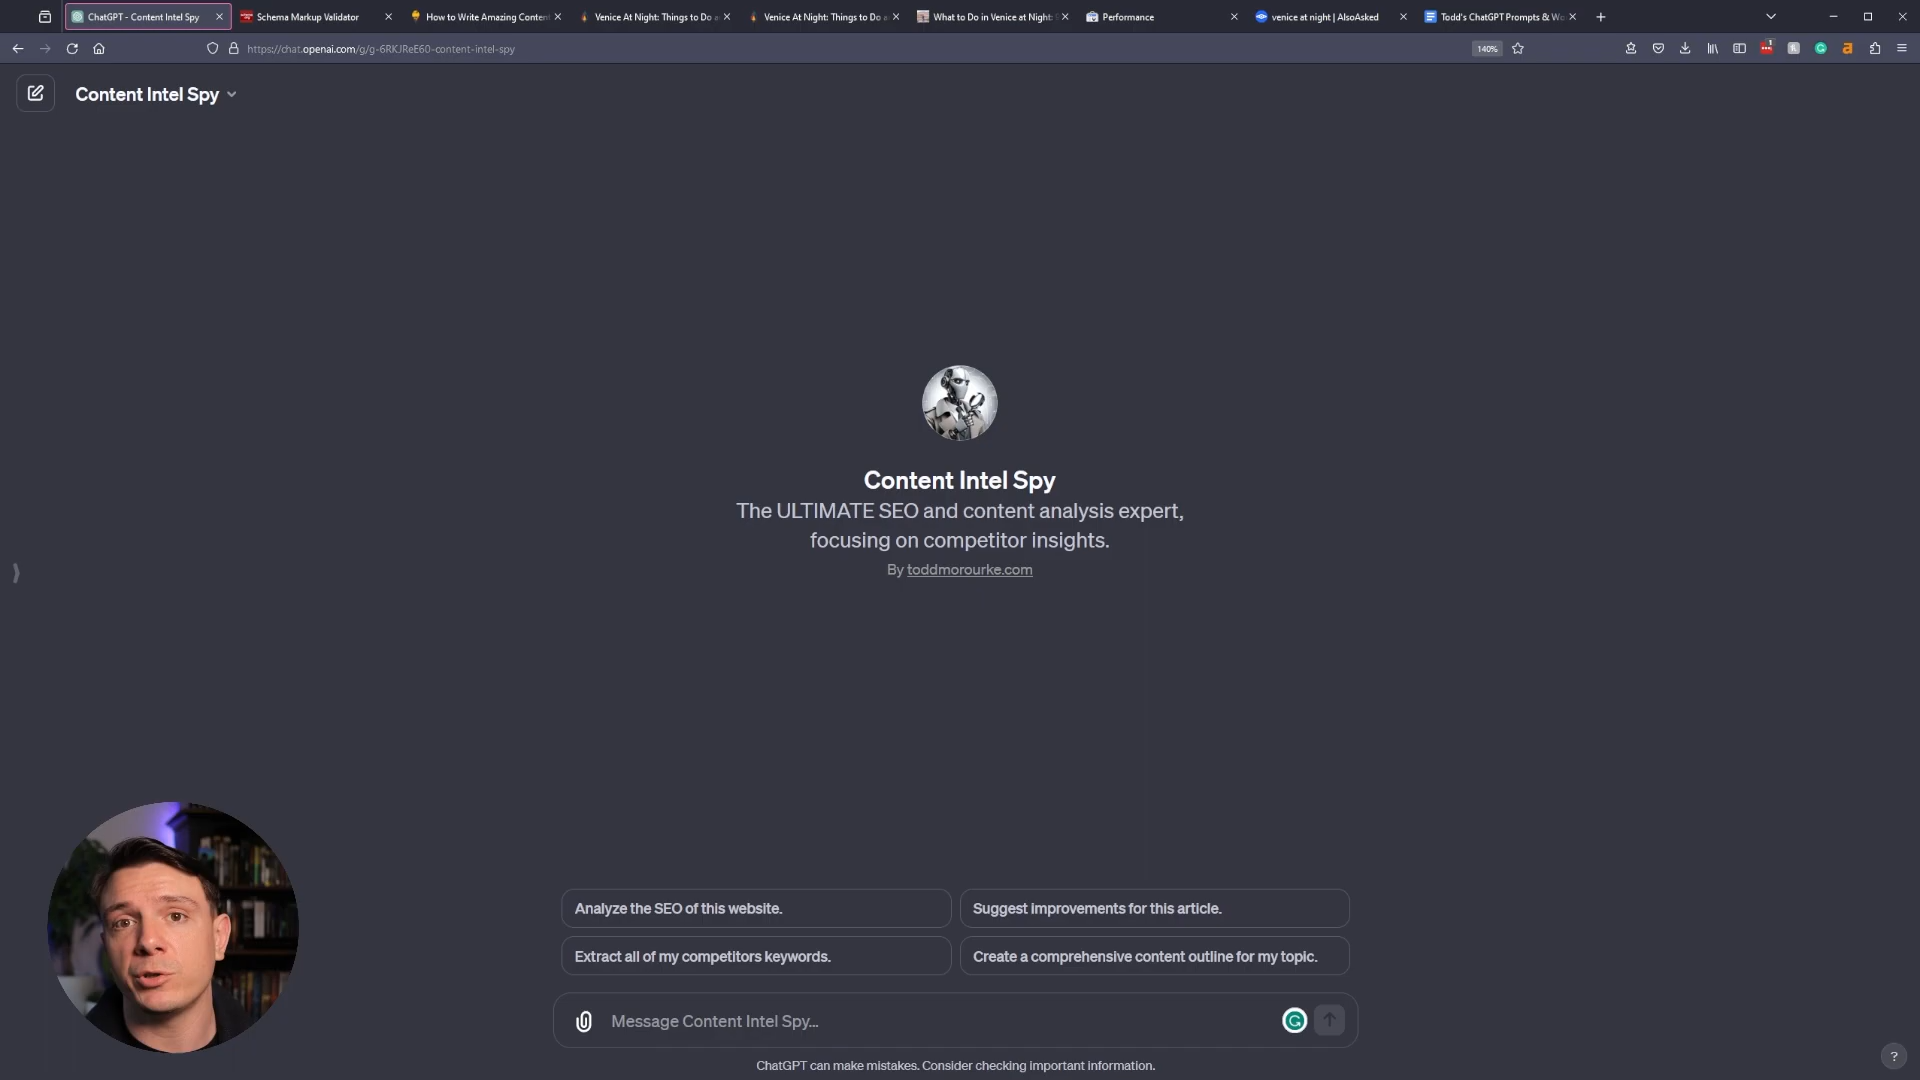 ChatGPT - Content Intel Spy
Schema Markup Validator
How to Write Amazing Content
Venice At Night: Things to Do
Venice At Night: Things to Do
What to Do in Venice at Night:
Performance
venice at night | AlsoAsked
Todd's ChatGPT Prompts & Wo
https://chat.openai.com/g/g-6RKJReE60-content-intel-spy
140%
Content Intel Spy
Content Intel Spy
The ULTIMATE SEO and content analysis expert,
focusing on competitor insights.
By toddmorourke.com
Analyze the SEO of this website.
Suggest improvements for this article.
Extract all of my competitors keywords.
Create a comprehensive content outline for my topic.
Message Content Intel Spy...
ChatGPT can make mistakes. Consider checking important information.
?